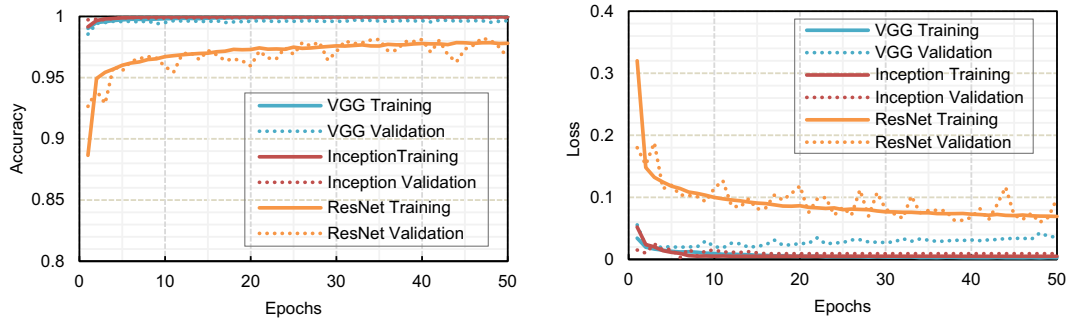 1
0.95
0.9
0.85
0.8
Accuracy
VGG Training
VGG Validation
InceptionTraining
Inception Validation
ResNet Training
ResNet Validation
0 10 20 30 40 50
Epochs
0.4
0.3
0.2
0.1
0
Loss
VGG Training
VGG Validation
Inception Training
Inception Validation
ResNet Training
ResNet Validation
0 10 20 30 40 50
Epochs